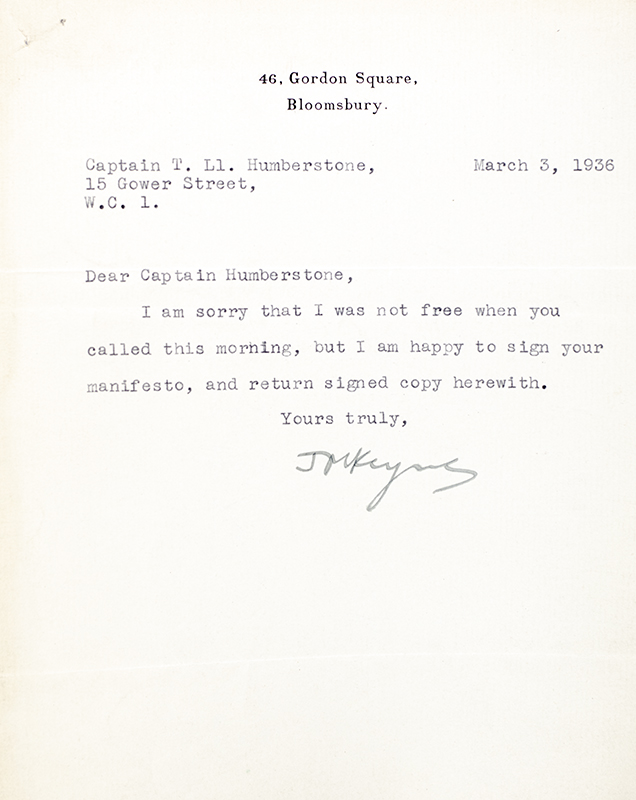 46, Gordon Square,
Bloomsbury.
Captain T. Ll. Humberstone, March 3, 1936
15 Gower Street,
W.C. 1.
Dear Captain Humberstone,
I am sorry that I was not free when you
called this morning, but I am happy to sign your
manifesto, and return signed copy herewith.
Yours truly,
JMKeynes